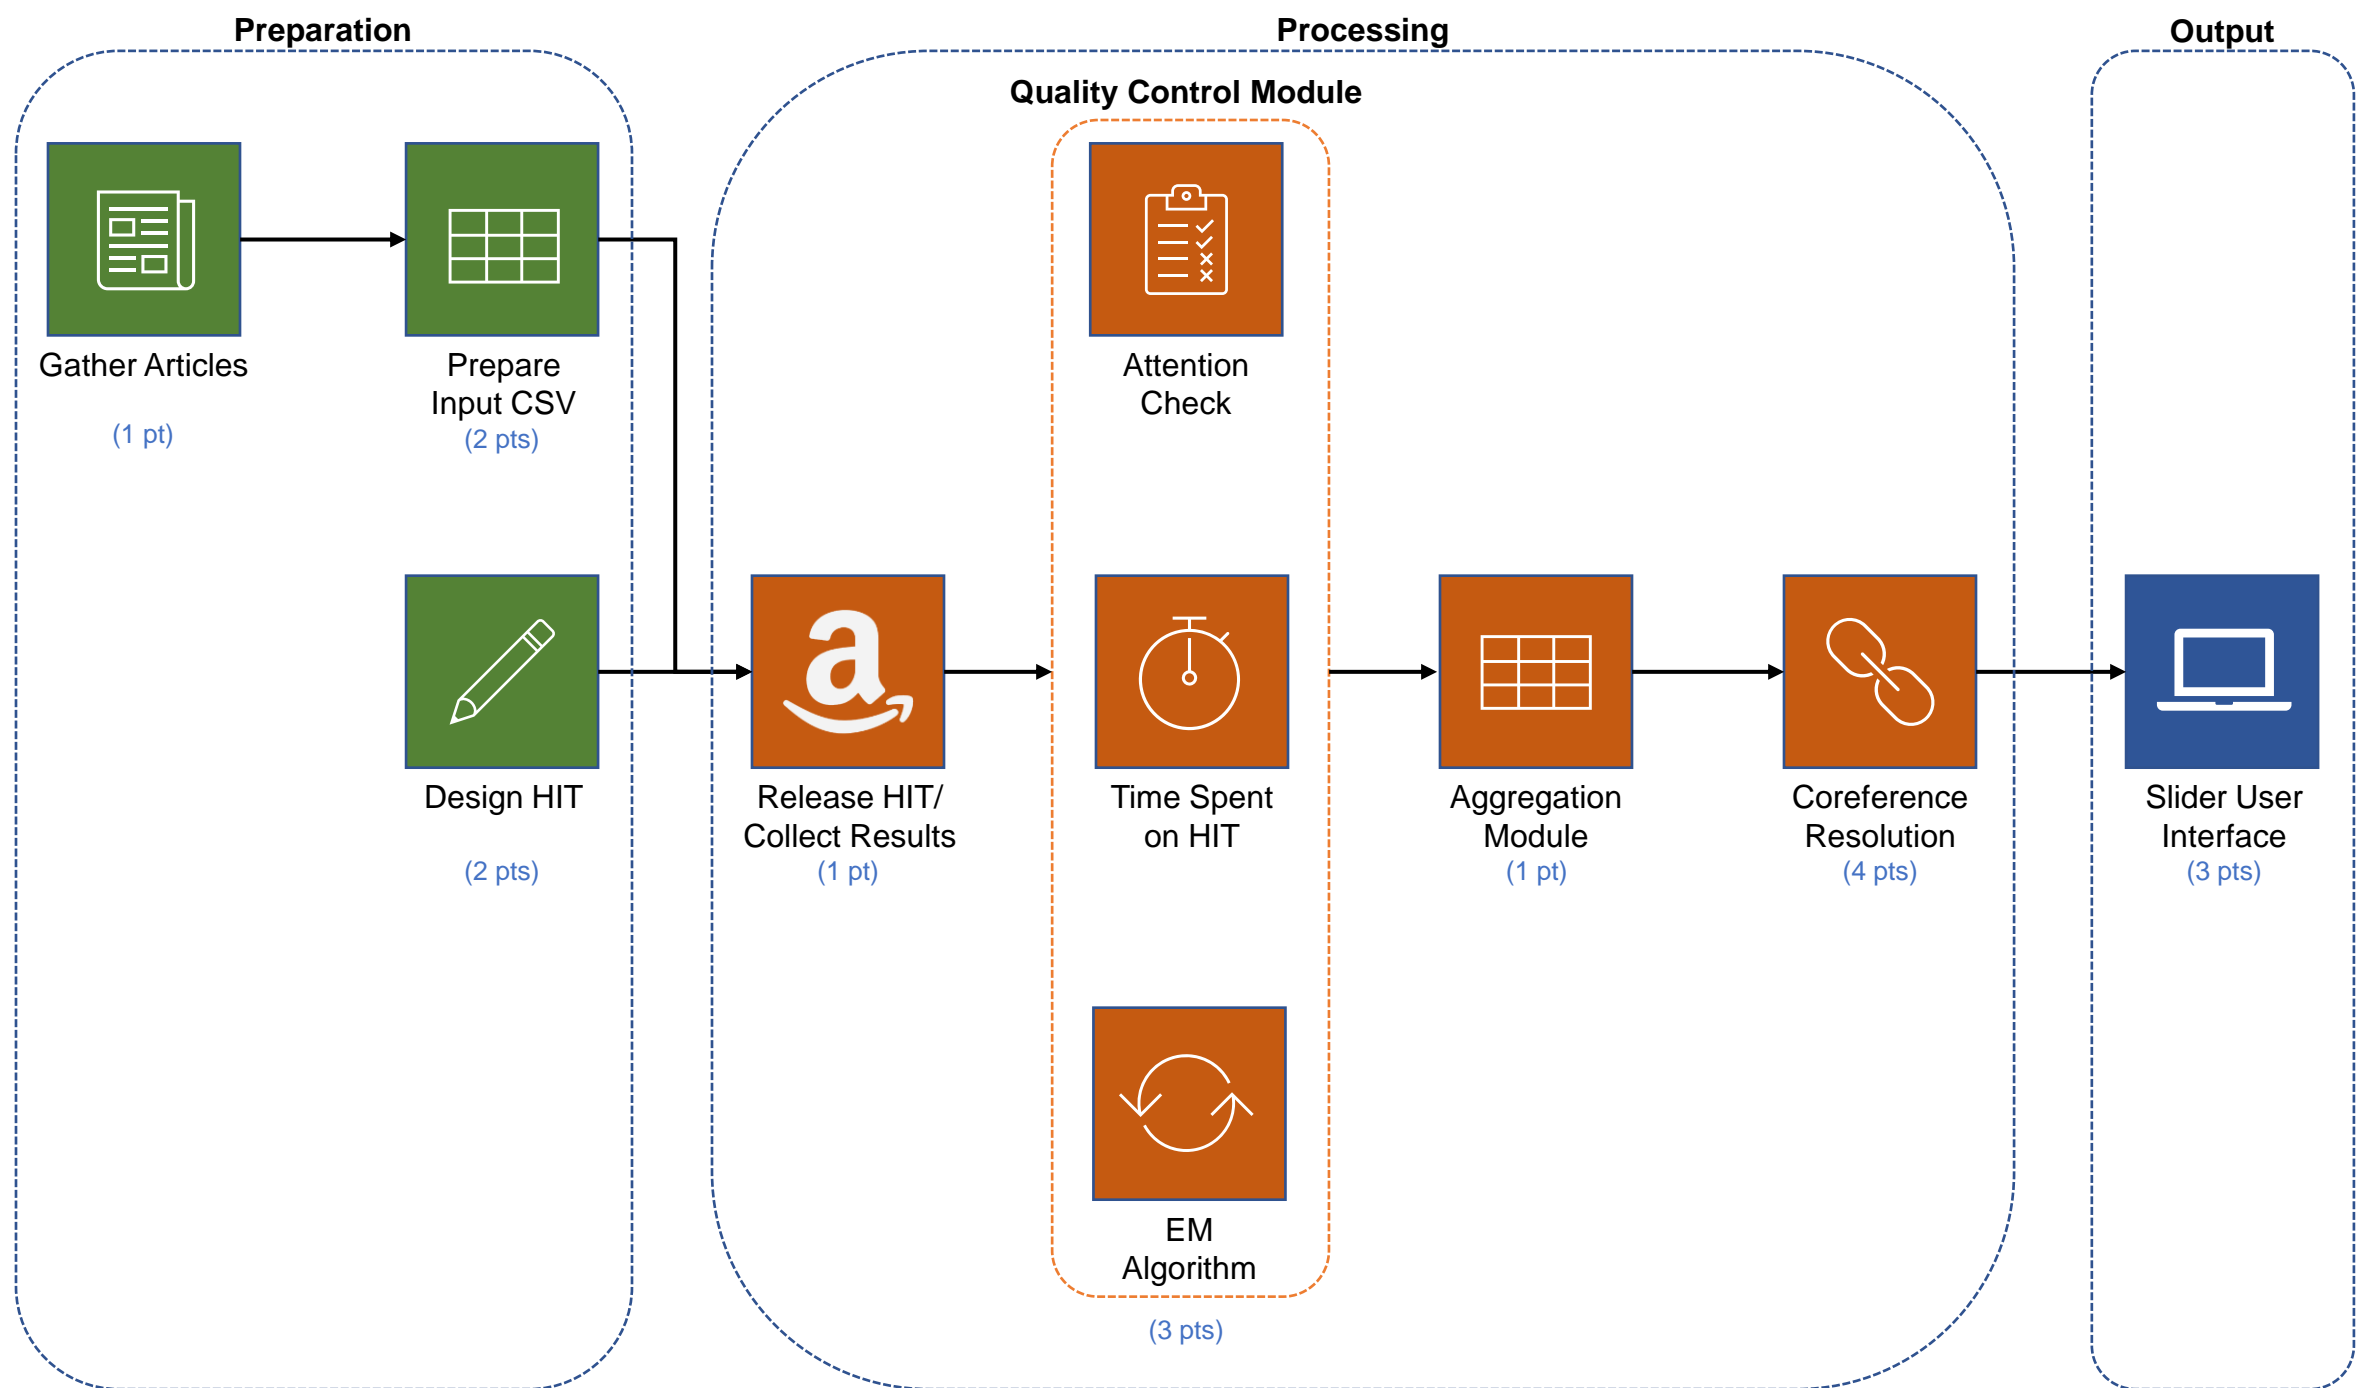 Preparation
Processing
Output
Quality Control Module
Gather Articles
(1 pt)
Prepare
Input CSV
(2 pts)
Attention
Check
Design HIT
(2 pts)
a
Release HIT/
Collect Results
(1 pt)
Time Spent
on HIT
Aggregation
Module
(1 pt)
Coreference
Resolution
(4 pts)
Slider User
Interface
(3 pts)
EM
Algorithm
(3 pts)